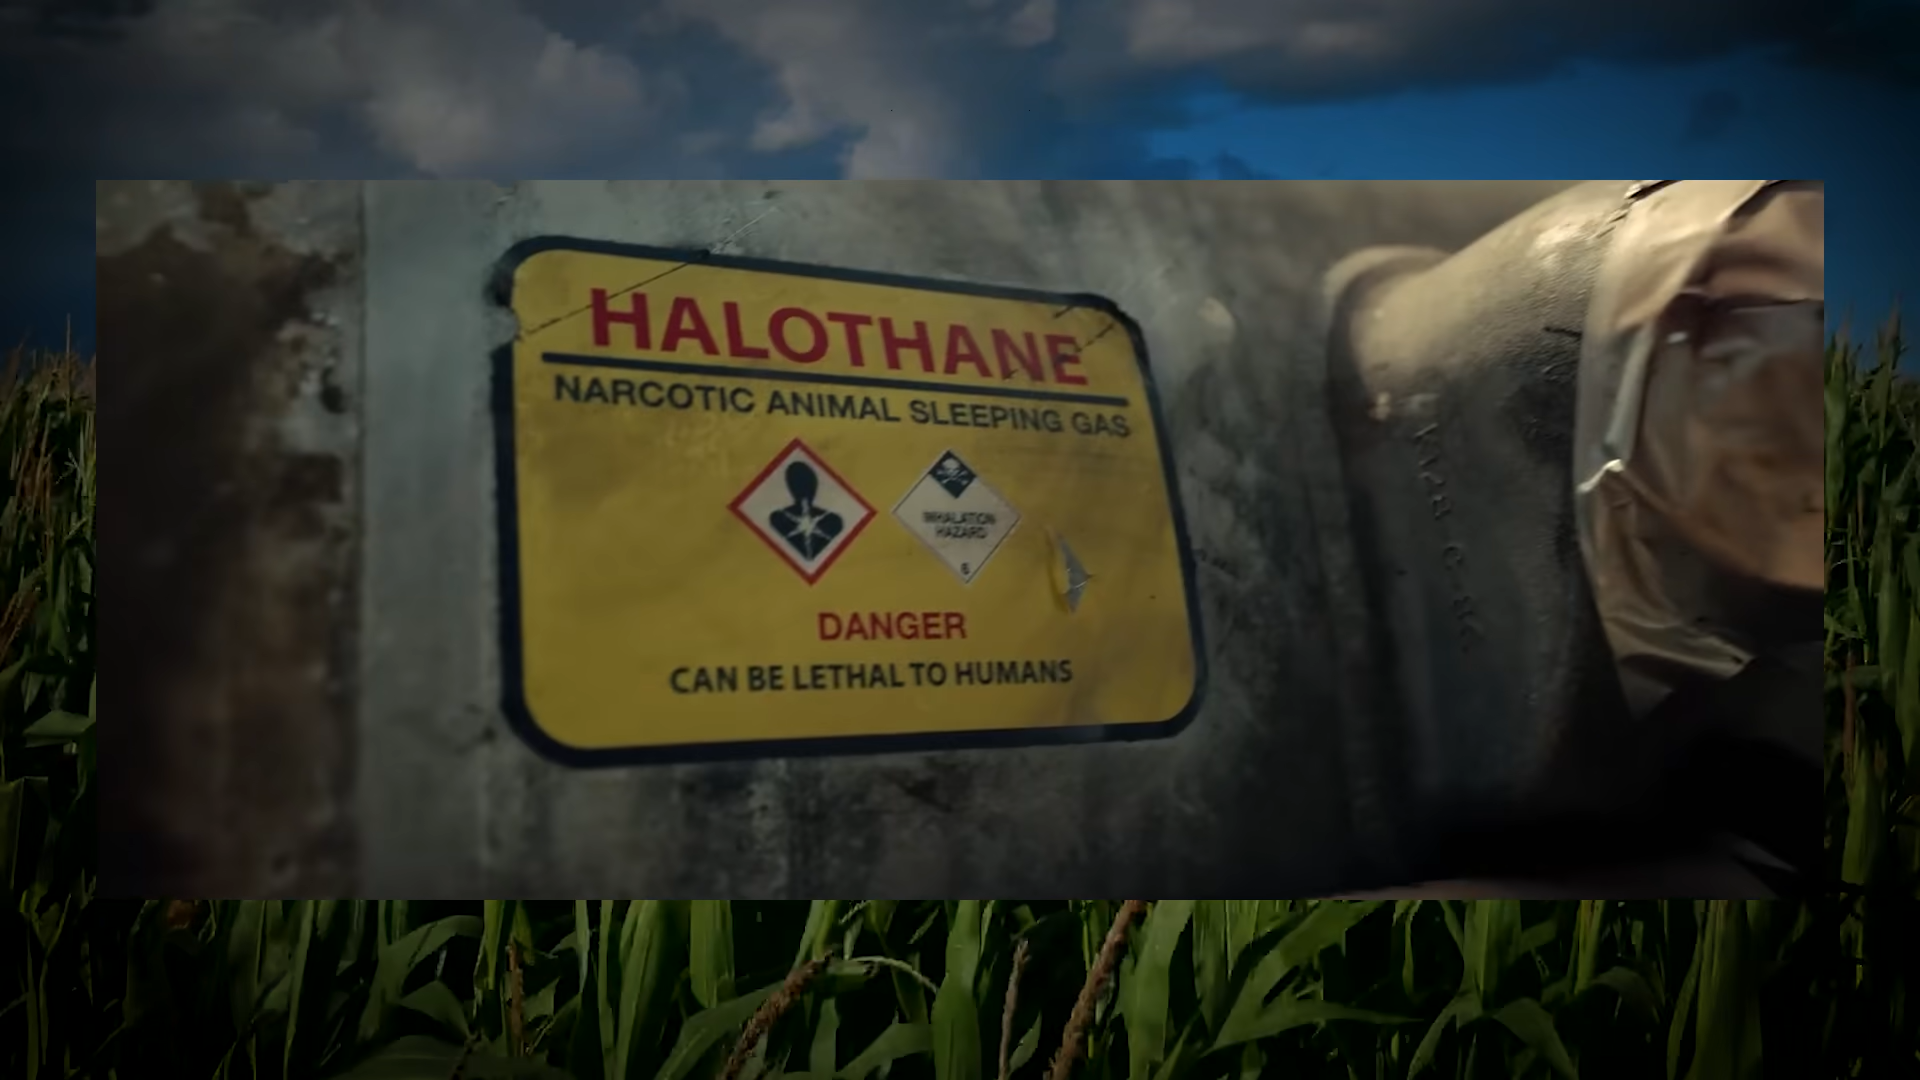 HALOTHANE
NARCOTIC ANIMAL SLEEPING GAS
INHALATION
HAZARD
6
DANGER
CAN BE LETHAL TO HUMANS